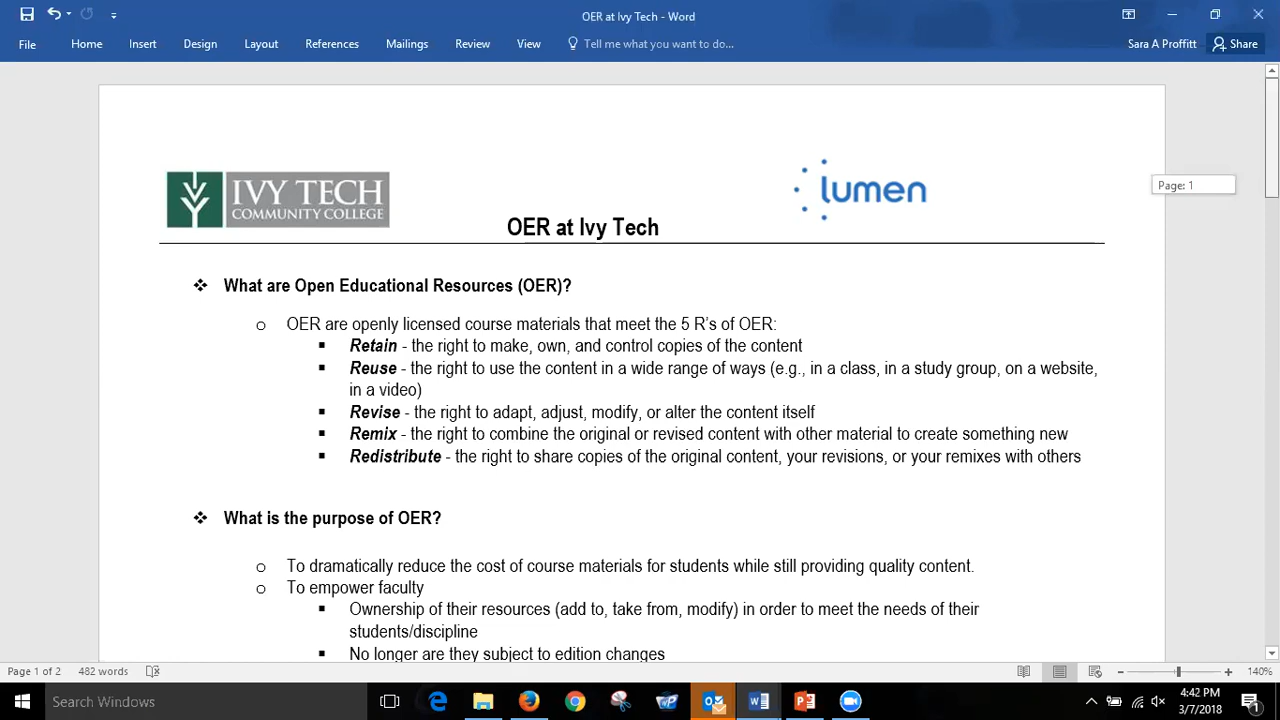 OER at Ivy Tech - Word
File Home Insert Design Layout References Mailings Review View Tell me what you want to do... Sara A Proffitt Share
Page: 1
IVY TECH
COMMUNITY COLLEGE
lumen
OER at Ivy Tech
❖ What are Open Educational Resources (OER)?
o OER are openly licensed course materials that meet the 5 R's of OER:
▪ Retain - the right to make, own, and control copies of the content
▪ Reuse - the right to use the content in a wide range of ways (e.g., in a class, in a study group, on a website,
in a video)
▪ Revise - the right to adapt, adjust, modify, or alter the content itself
▪ Remix - the right to combine the original or revised content with other material to create something new
▪ Redistribute - the right to share copies of the original content, your revisions, or your remixes with others
❖ What is the purpose of OER?
o To dramatically reduce the cost of course materials for students while still providing quality content.
o To empower faculty
▪ Ownership of their resources (add to, take from, modify) in order to meet the needs of their
students/discipline
▪ No longer are they subject to edition changes
Page 1 of 2 482 words 140%
Search Windows
4:42 PM
3/7/2018